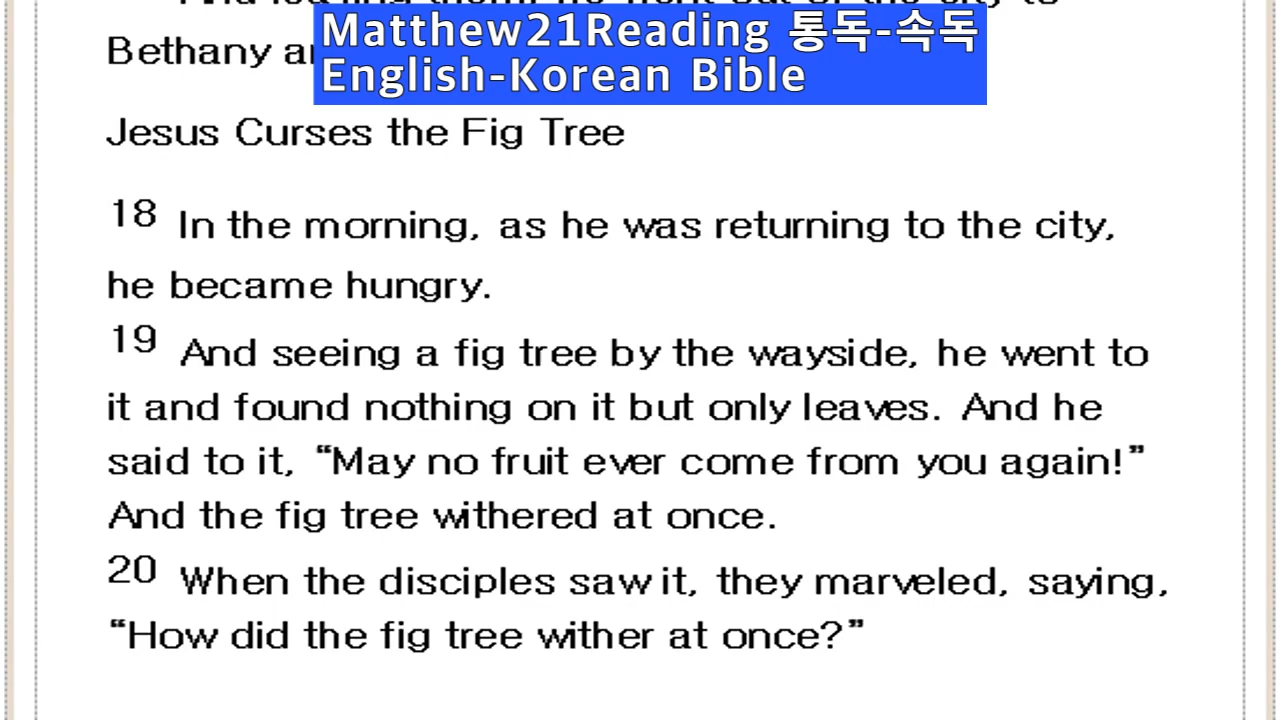 Matthew21Reading 통독-속독
English-Korean Bible
Bethany
Jesus Curses the Fig Tree
18 In the morning, as he was returning to the city,
he became hungry.
19 And seeing a fig tree by the wayside, he went to
it and found nothing on it but only leaves. And he
said to it, “May no fruit ever come from you again!”
And the fig tree withered at once.
20 When the disciples saw it, they marveled, saying,
“How did the fig tree wither at once?”